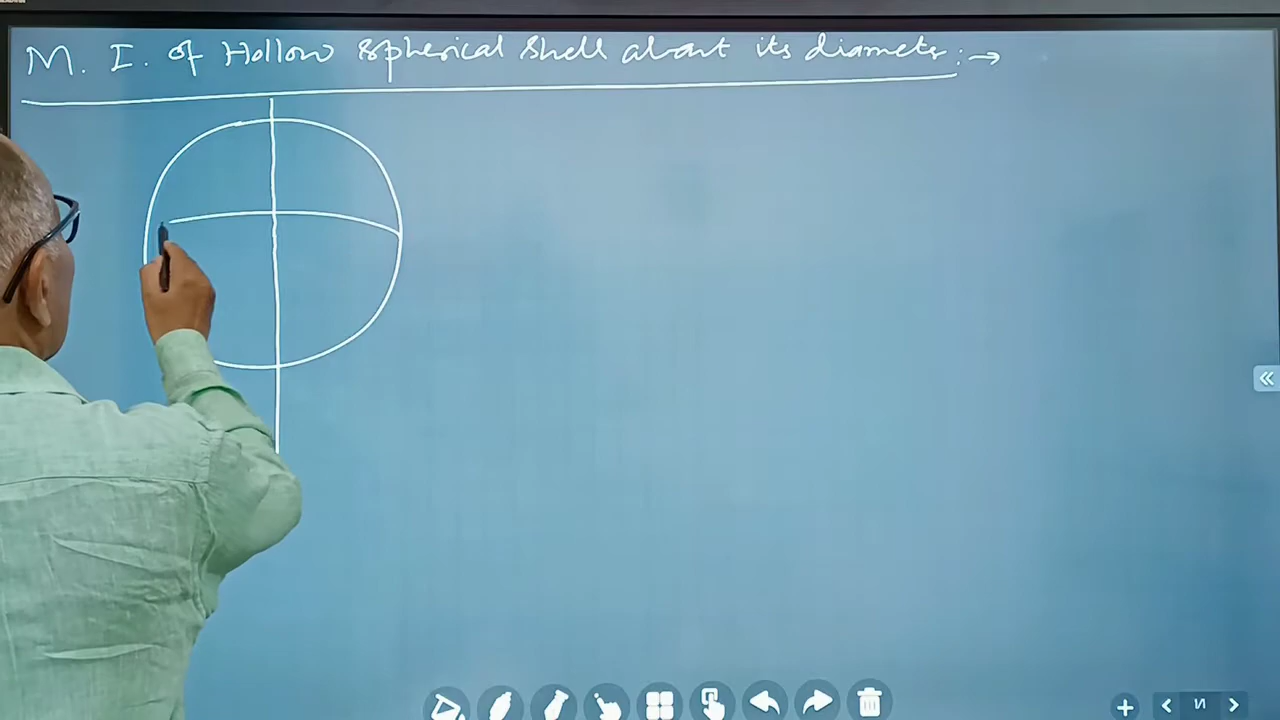 M. I. of Hollow spherical shell about its diameter :→